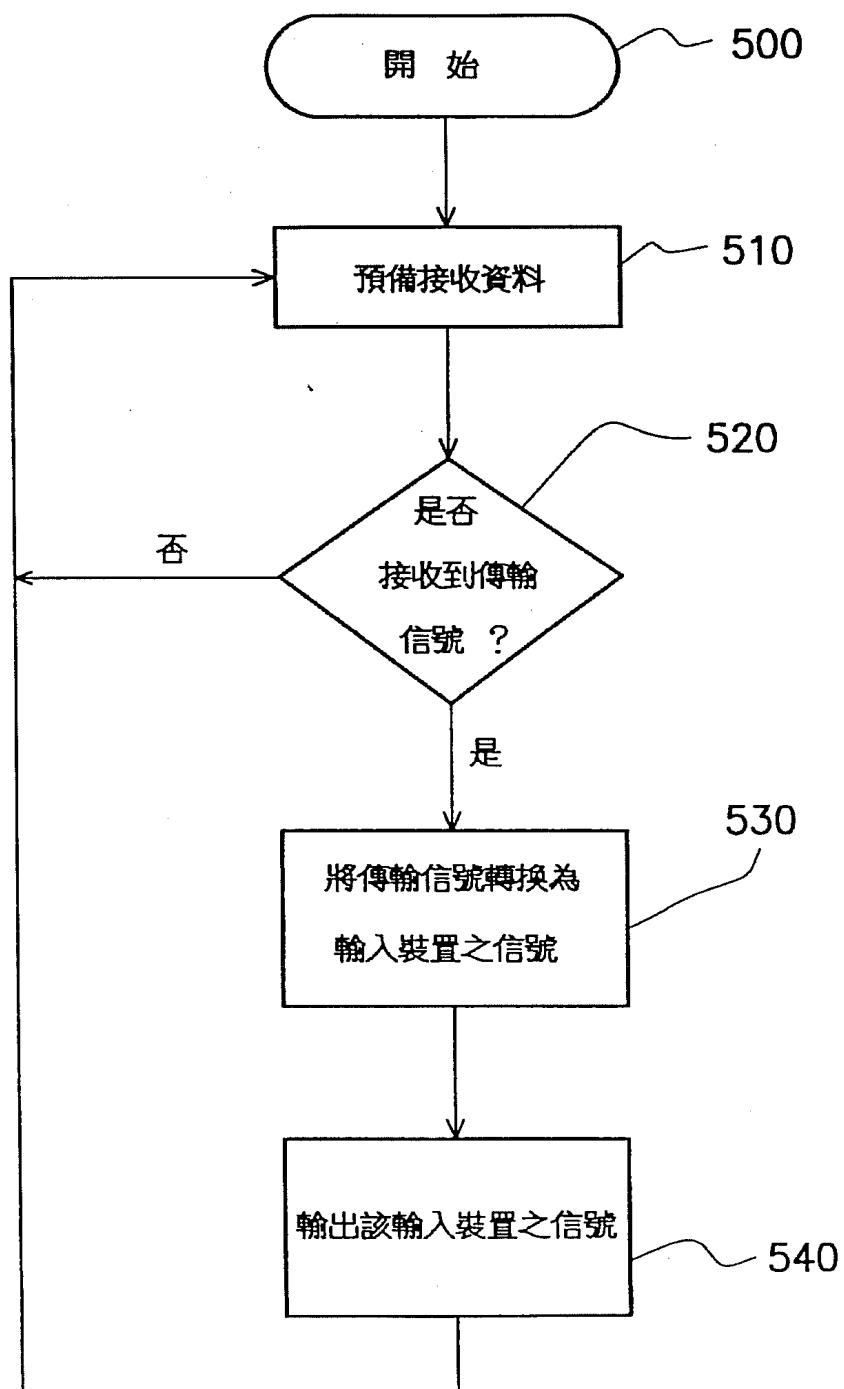 開 始
500
預備接收資料
510
520
是否
接收到傳輸
信號 ?
否
是
530
將傳輸信號轉換為
輸入裝置之信號
輸出該輸入裝置之信號
540